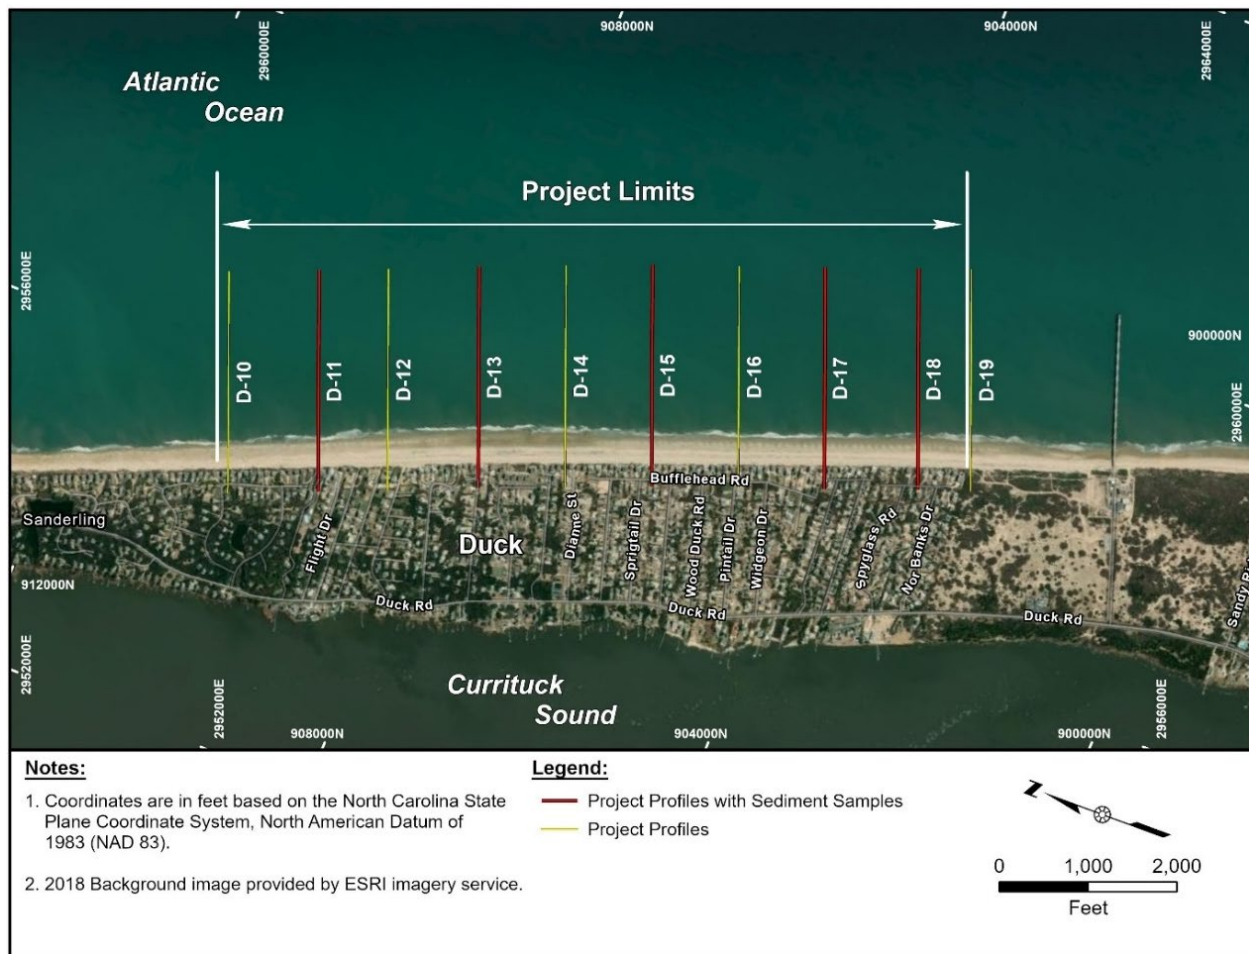 908000N
904000N
2960000E
2964000E
Atlantic
Ocean
Project Limits
2956000E
900000N
2960000E
D-10
D-11
D-12
D-13
D-14
D-15
D-16
D-17
D-18
D-19
Bufflehead Rd
Sanderling
Flight Dr
Duck
Dianne St
Sprigtail Dr
Wood Duck Rd
Pintail Dr
Widgeon Dr
Spyglass Rd
Nor Banks Dr
912000N
Duck Rd
Duck Rd
Duck Rd
2952000E
Currituck
Sound
2952000E
908000N
904000N
900000N
2956000E
Notes:
1. Coordinates are in feet based on the North Carolina State
Plane Coordinate System, North American Datum of
1983 (NAD 83).
2. 2018 Background image provided by ESRI imagery service.
Legend:
Project Profiles with Sediment Samples
Project Profiles
N
0 1,000 2,000
Feet